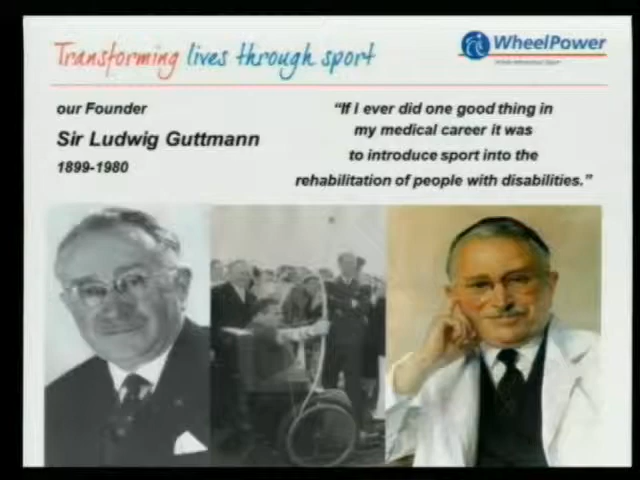 Transforming lives through sport
WheelPower
our Founder
Sir Ludwig Guttmann
1899-1980
"If I ever did one good thing in
my medical career it was
to introduce sport into the
rehabilitation of people with disabilities."